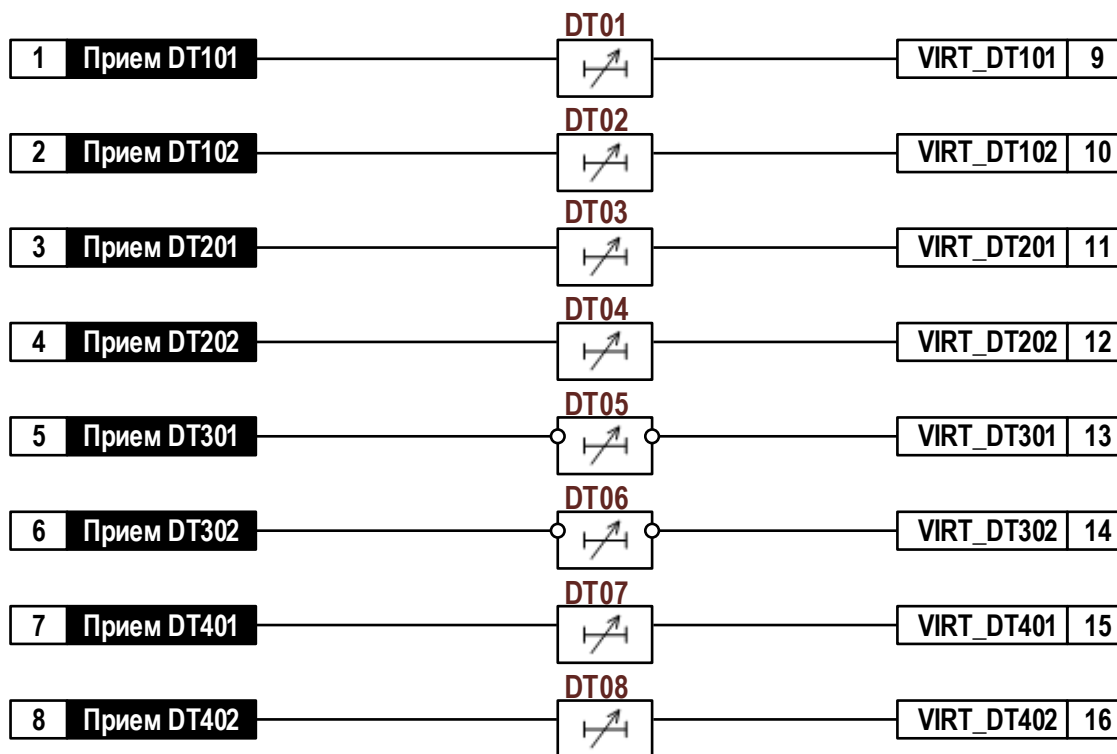 DT01
1 Прием DT101 VIRT_DT101 9
DT02
2 Прием DT102 VIRT_DT102 10
DT03
3 Прием DT201 VIRT_DT201 11
DT04
4 Прием DT202 VIRT_DT202 12
DT05
5 Прием DT301 VIRT_DT301 13
DT06
6 Прием DT302 VIRT_DT302 14
DT07
7 Прием DT401 VIRT_DT401 15
DT08
8 Прием DT402 VIRT_DT402 16